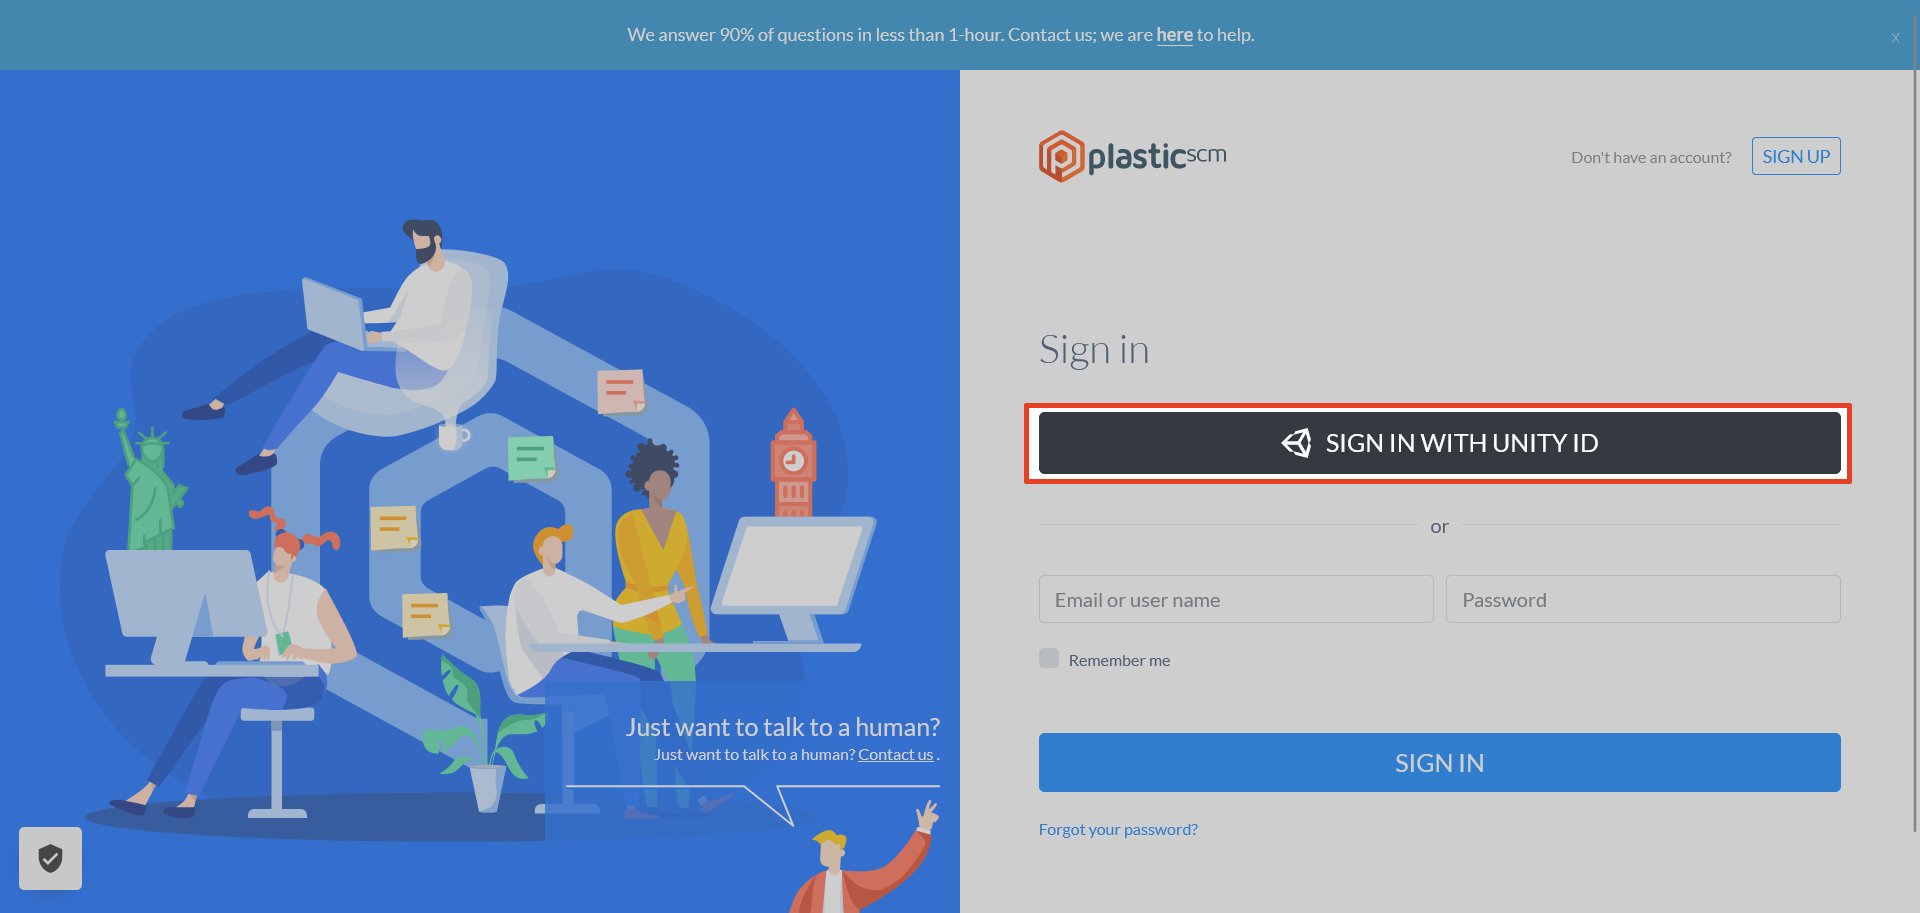 We answer 90% of questions in less than 1-hour. Contact us; we are here to help.
x
plasticscm
Don't have an account?
SIGN UP
Sign in
SIGN IN WITH UNITY ID
or
Email or user name
Password
Remember me
Just want to talk to a human?
Just want to talk to a human? Contact us .
SIGN IN
Forgot your password?